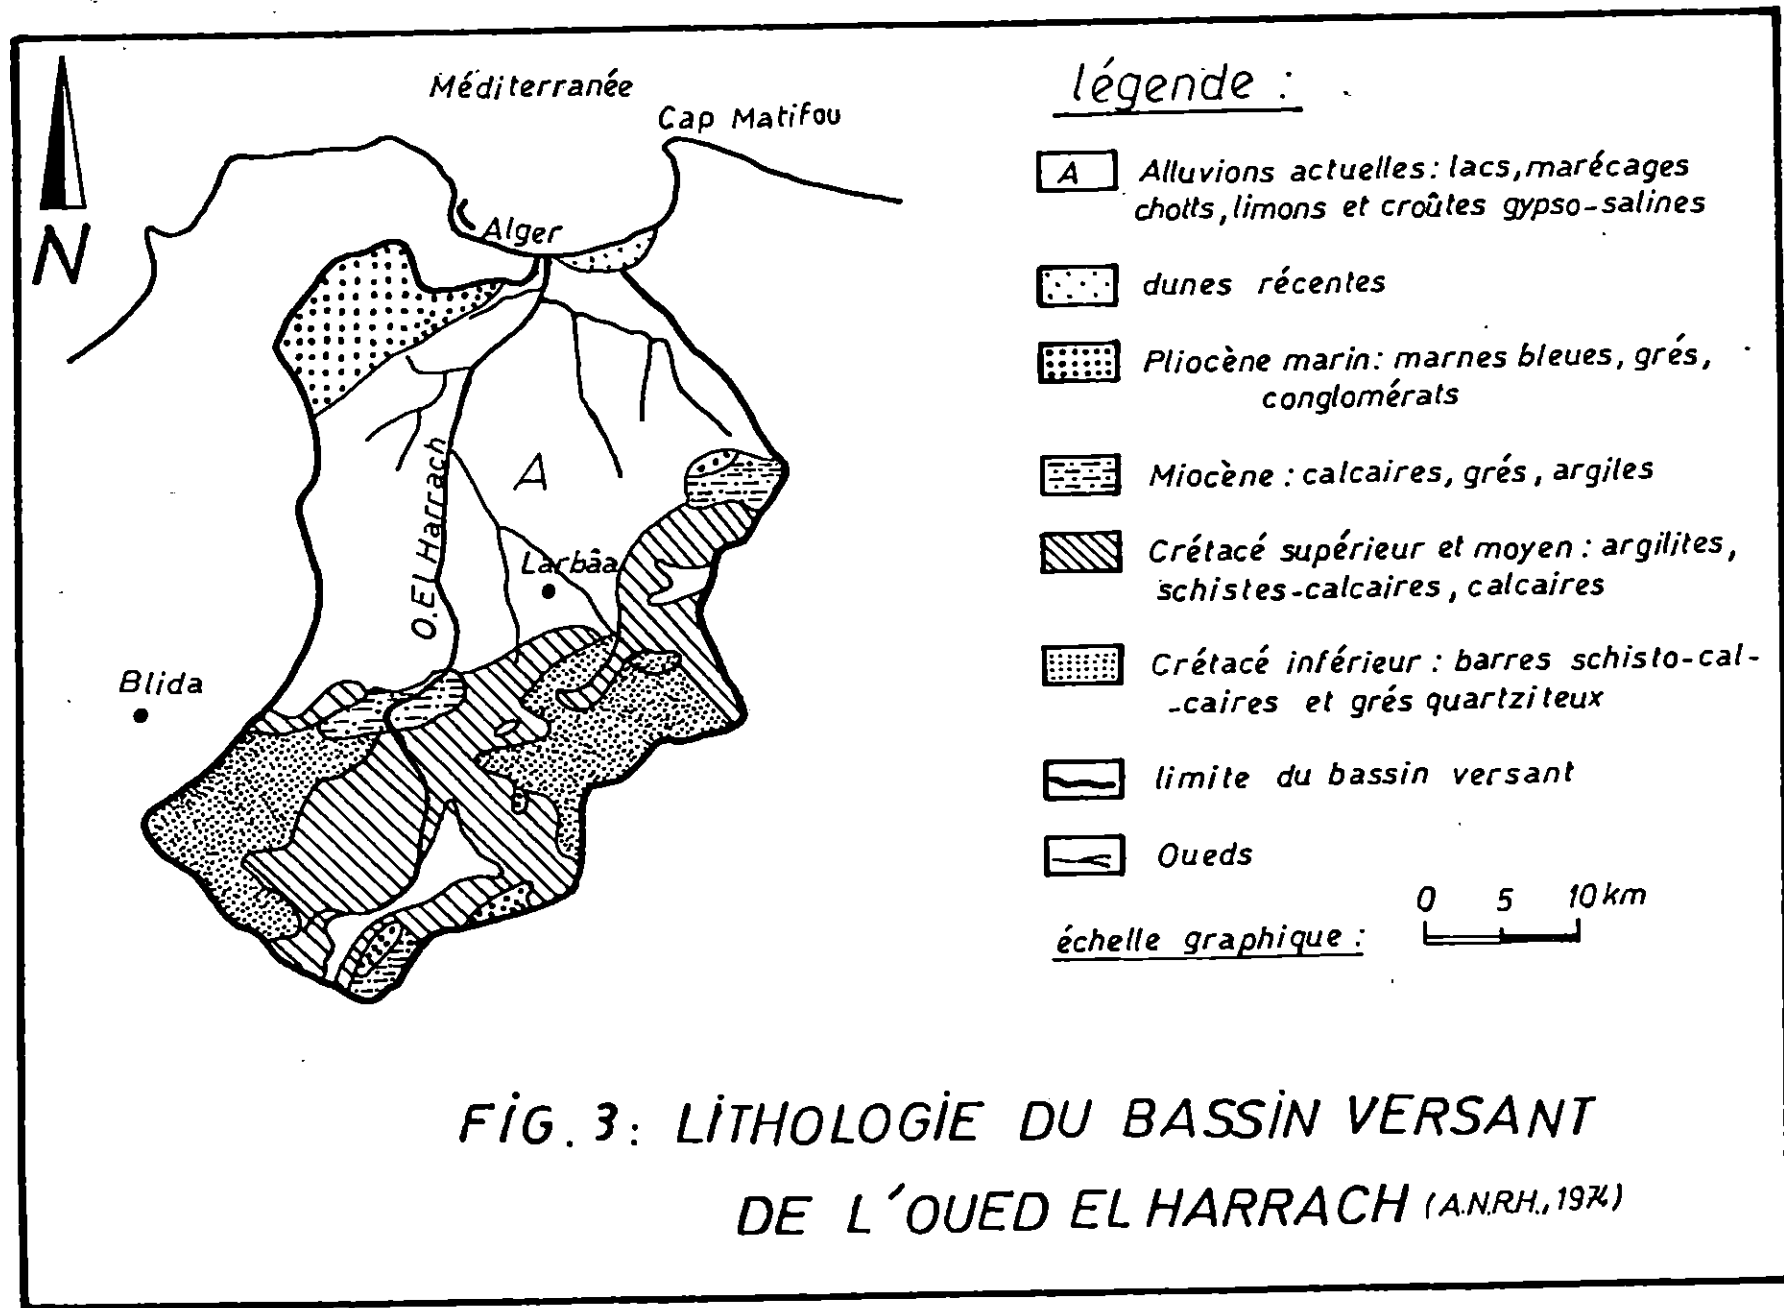 Méditerranée
Cap Matifou
Alger
N
A
O. El Harrach
Larbâa
Blida
légende :
A Alluvions actuelles : lacs, marécages
chotts, limons et croûtes gypso-salines
dunes récentes
Pliocène marin : marnes bleues, grés,
conglomérats
Miocène : calcaires, grés, argiles
Crétacé supérieur et moyen : argilites,
schistes-calcaires, calcaires
Crétacé inférieur : barres schisto-cal-
-caires et grés quartziteux
limite du bassin versant
Oueds
0 5 10 km
échelle graphique :
FIG. 3 : LITHOLOGIE DU BASSIN VERSANT
DE L'OUED EL HARRACH (A.N.R.H.,